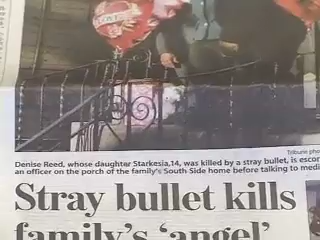 LOVE
Tribune pho
Denise Reed, whose daughter Starkesia,14, was killed by a stray bullet, is escor
an officer on the porch of the family's South Side home before talking to medi
Stray bullet kills
family's 'angel'